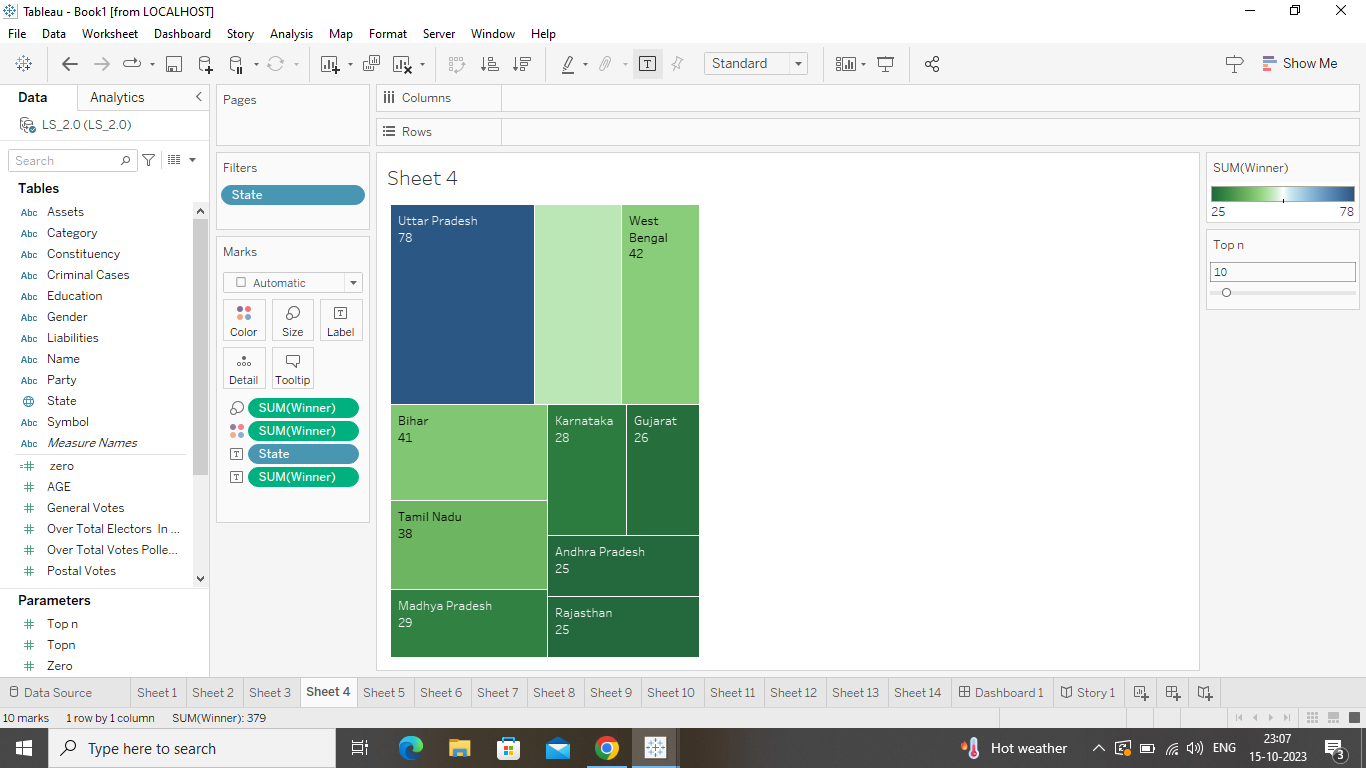 Tableau - Book1 [from LOCALHOST]
File Data Worksheet Dashboard Story Analysis Map Format Server Window Help
Standard
Show Me
Data Analytics
LS_2.0 (LS_2.0)
Search
Tables
Abc Assets
Abc Category
Abc Constituency
Abc Criminal Cases
Abc Education
Abc Gender
Abc Liabilities
Abc Name
Abc Party
State
Abc Symbol
Abc Measure Names
=# zero
# AGE
# General Votes
# Over Total Electors In ...
# Over Total Votes Polle...
# Postal Votes
Parameters
# Top n
# Topn
# Zero
Pages
Filters
State
Marks
Automatic
Color Size Label
Detail Tooltip
SUM(Winner)
SUM(Winner)
State
SUM(Winner)
Columns
Rows
Sheet 4
Uttar Pradesh
78
West
Bengal
42
Bihar
41
Karnataka
28
Gujarat
26
Tamil Nadu
38
Andhra Pradesh
25
Madhya Pradesh
29
Rajasthan
25
SUM(Winner)
25 78
Top n
10
Data Source Sheet 1 Sheet 2 Sheet 3 Sheet 4 Sheet 5 Sheet 6 Sheet 7 Sheet 8 Sheet 9 Sheet 10 Sheet 11 Sheet 12 Sheet 13 Sheet 14 Dashboard 1 Story 1
10 marks 1 row by 1 column SUM(Winner): 379
Type here to search
Hot weather
ENG
23:07
15-10-2023
3